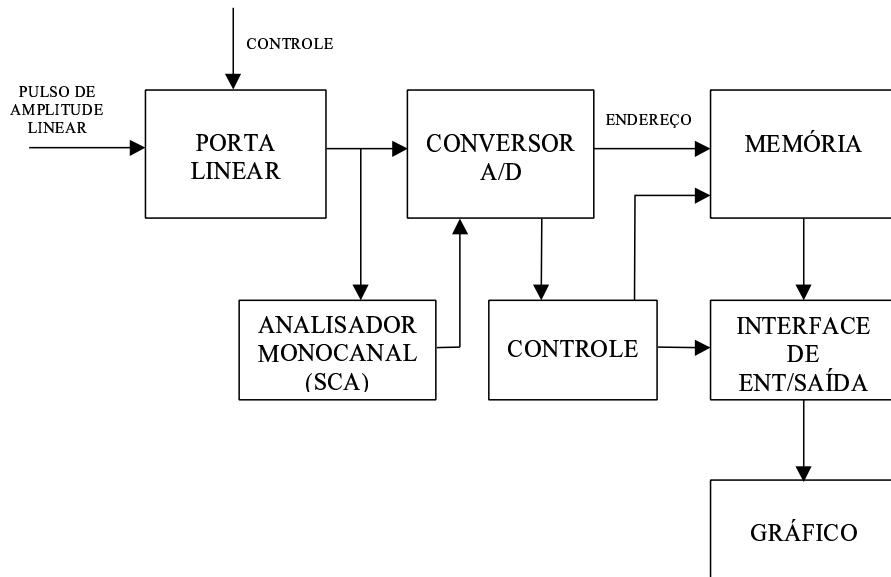 CONTROLE
PULSO DE
AMPLITUDE
LINEAR
PORTA
LINEAR
CONVERSOR
A/D
ENDEREÇO
MEMÓRIA
ANALISADOR
MONOCANAL
(SCA)
CONTROLE
INTERFACE
DE
ENT/SAÍDA
GRÁFICO